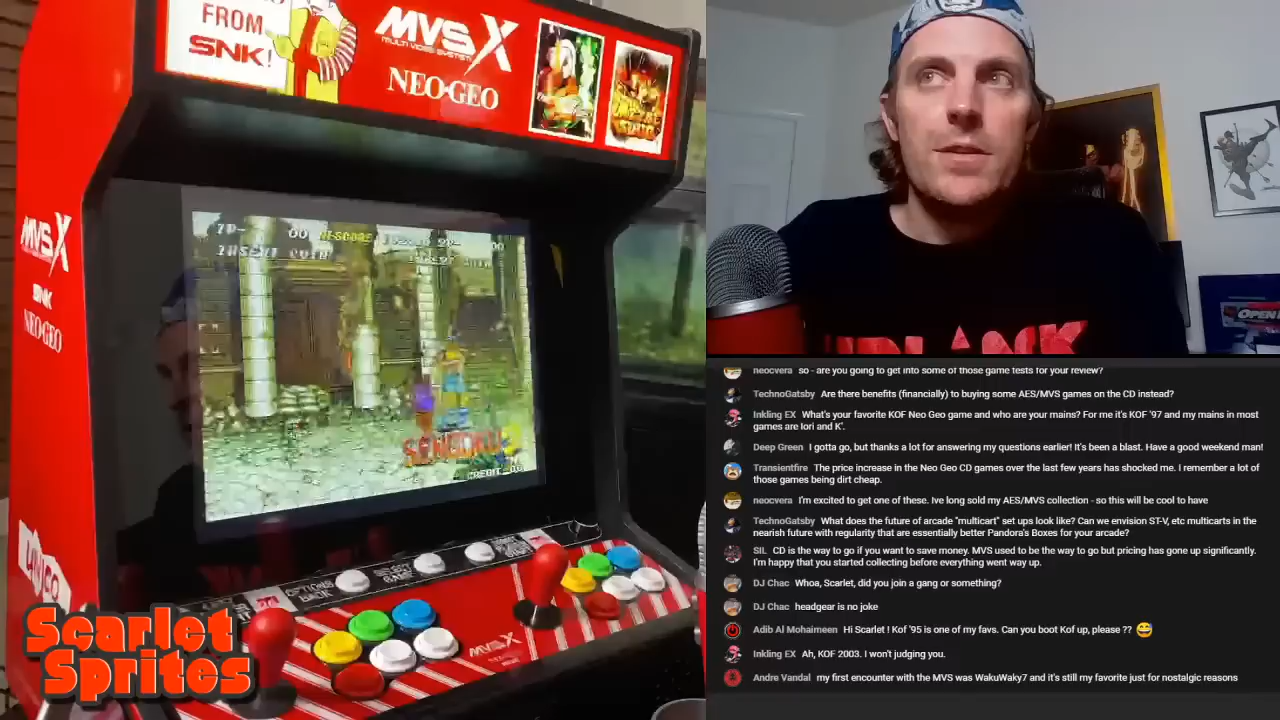 FROM
SNK!
MVS X
MULTI VIDEO SYSTEM
NEO•GEO
MVS X
SNK
NEO•GEO
INSERT COIN
SENGOKU
CREDIT 00
OPTIONS
BACK
SELECT
GAME
MVS X
OPEN
neocvera so - are you going to get into some of those game tests for your review?
TechnoGatsby Are there benefits (financially) to buying some AES/MVS games on the CD instead?
Inkling EX What's your favorite KOF Neo Geo game and who are your mains? For me it's KOF '97 and my mains in most
games are Iori and K'.
Deep Green I gotta go, but thanks a lot for answering my questions earlier! It's been a blast. Have a good weekend man!
Transientfire The price increase in the Neo Geo CD games over the last few years has shocked me. I remember a lot of
those games being dirt cheap.
neocvera I'm excited to get one of these. Ive long sold my AES/MVS collection - so this will be cool to have
TechnoGatsby What does the future of arcade "multicart" set ups look like? Can we envision ST-V, etc multicarts in the
nearish future with regularity that are essentially better Pandora's Boxes for your arcade?
SIL CD is the way to go if you want to save money. MVS used to be the way to go but pricing has gone up significantly.
I'm happy that you started collecting before everything went way up.
DJ Chac Whoa, Scarlet, did you join a gang or something?
DJ Chac headgear is no joke
Adib Al Mohaimeen Hi Scarlet ! Kof '95 is one of my favs. Can you boot Kof up, please ?? 😅
Inkling EX Ah, KOF 2003. I won't judging you.
Andre Vandal my first encounter with the MVS was WakuWaky7 and it's still my favorite just for nostalgic reasons
Scarlet
Sprites